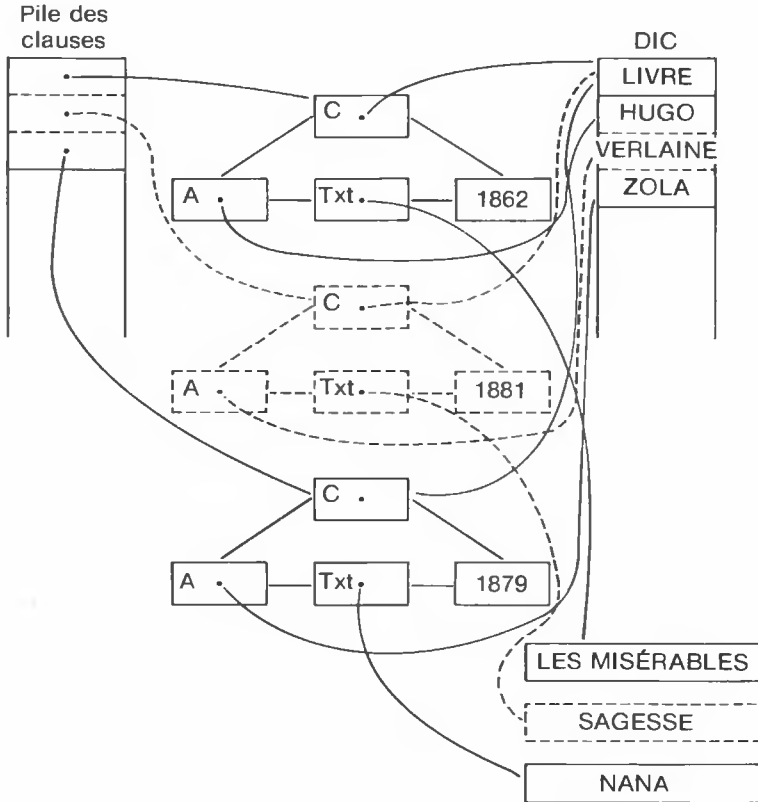 Pile des
clauses
DIC
LIVRE
C
HUGO
VERLAINE
A Txt 1862
ZOLA
C
A Txt 1881
C
A Txt 1879
LES MISÉRABLES
SAGESSE
NANA